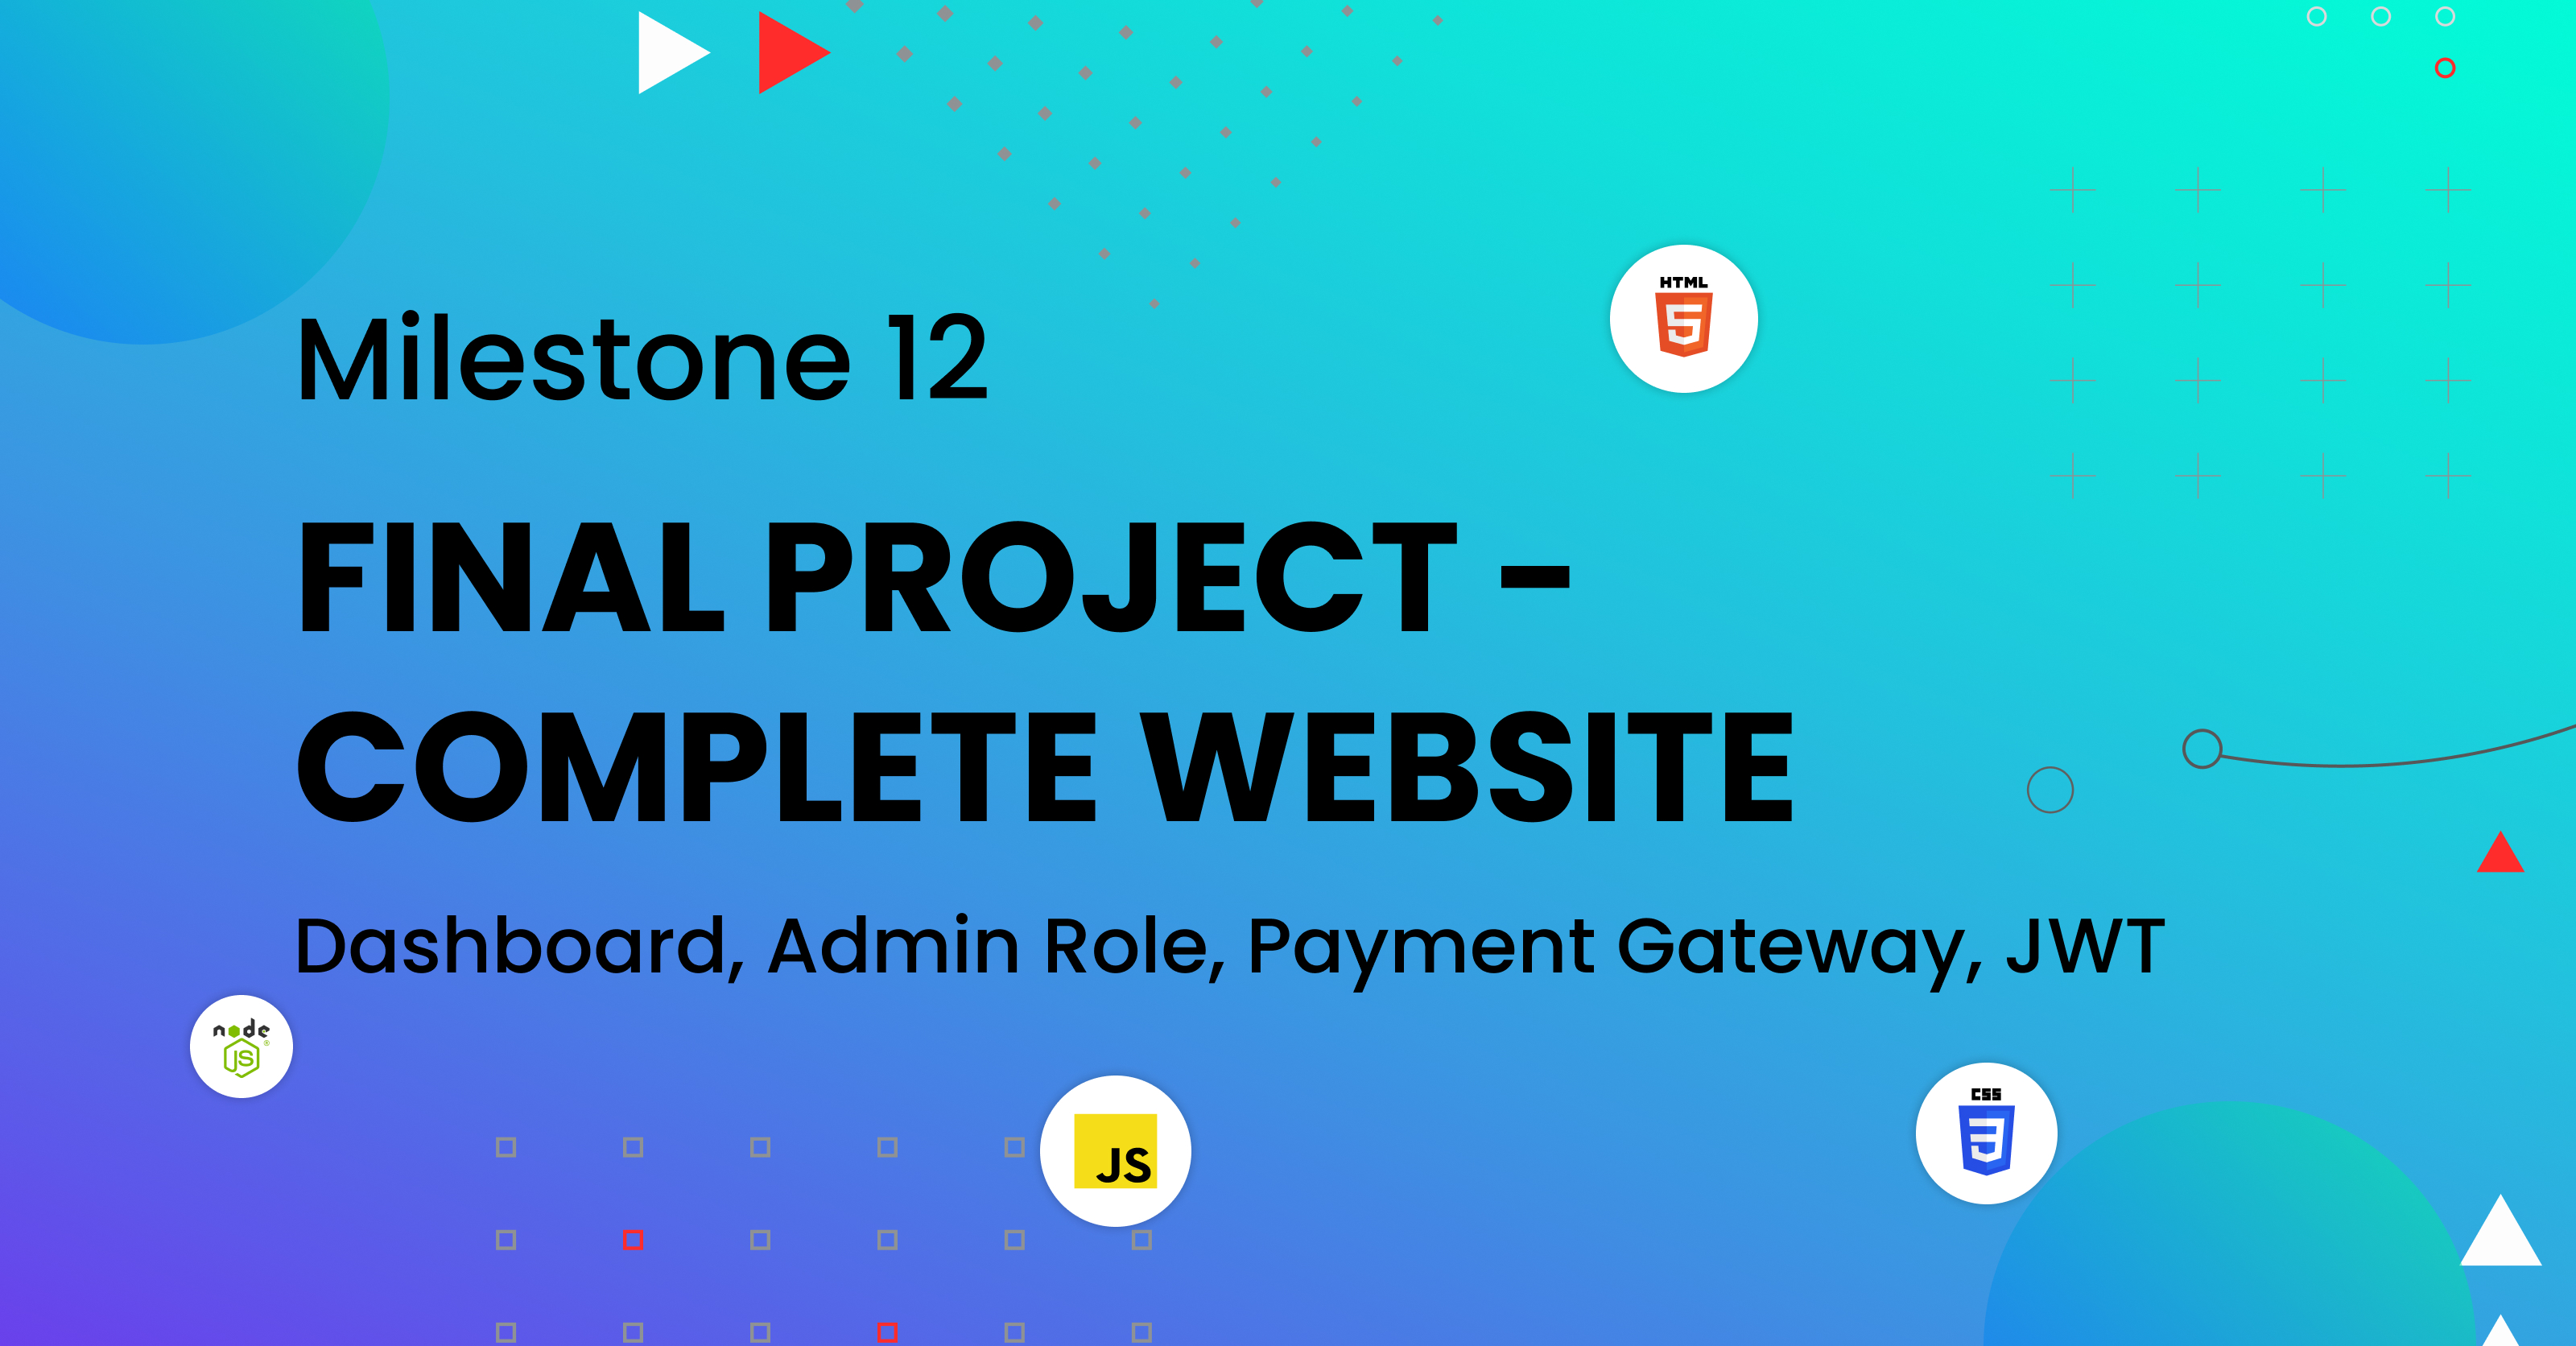 HTML
5
Milestone 12
FINAL PROJECT -
COMPLETE WEBSITE
Dashboard, Admin Role, Payment Gateway, JWT
node
JS
®
JS
CSS
3